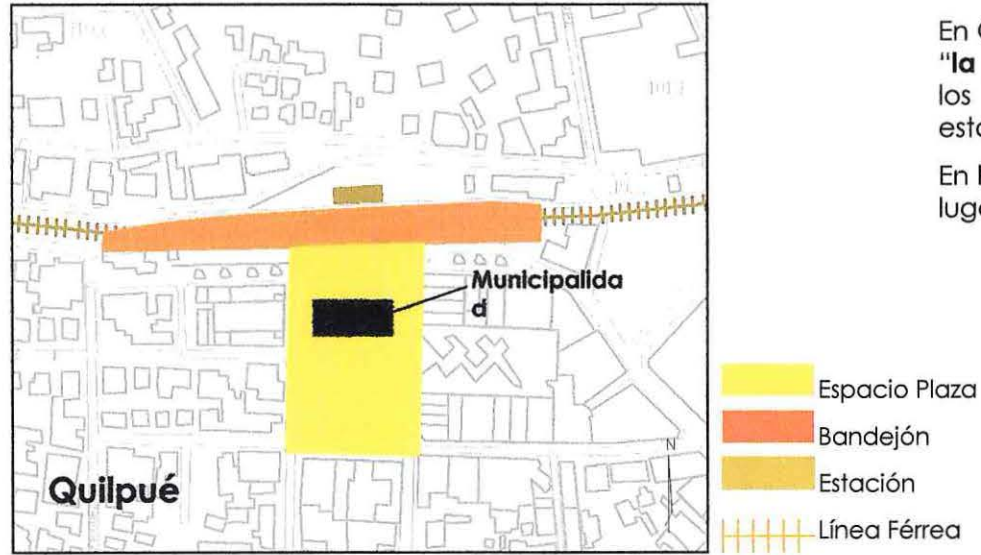 En
"la
los
esta
En l
luga
Municipalida
d
Quilpué
N
Espacio Plaza
Bandejón
Estación
Línea Férrea